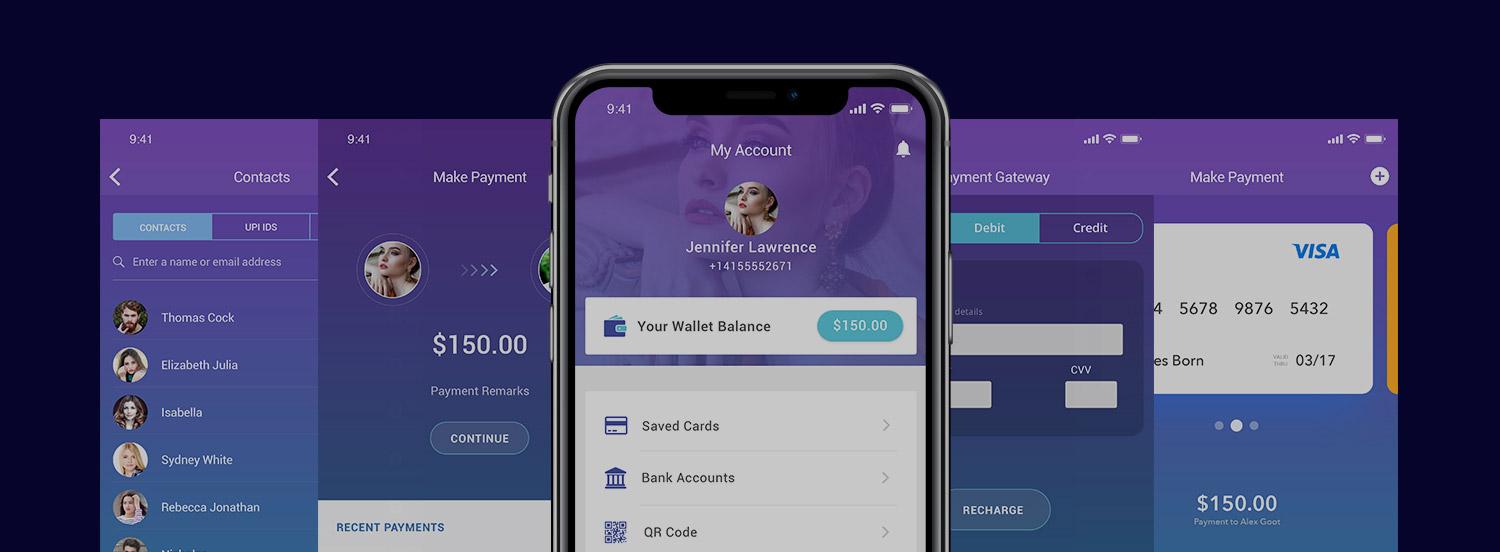 9:41
Contacts
CONTACTS
UPI IDS
Enter a name or email address
Thomas Cock
Elizabeth Julia
Isabella
Sydney White
Rebecca Jonathan
9:41
Make Payment
$150.00
Payment Remarks
CONTINUE
RECENT PAYMENTS
9:41
My Account
Jennifer Lawrence
+14155552671
Your Wallet Balance
$150.00
Saved Cards
Bank Accounts
QR Code
yment Gateway
Debit
Credit
details
CVV
RECHARGE
Make Payment
VISA
4 5678 9876 5432
es Born
VALID
THRU
03/17
$150.00
Payment to Alex Goot